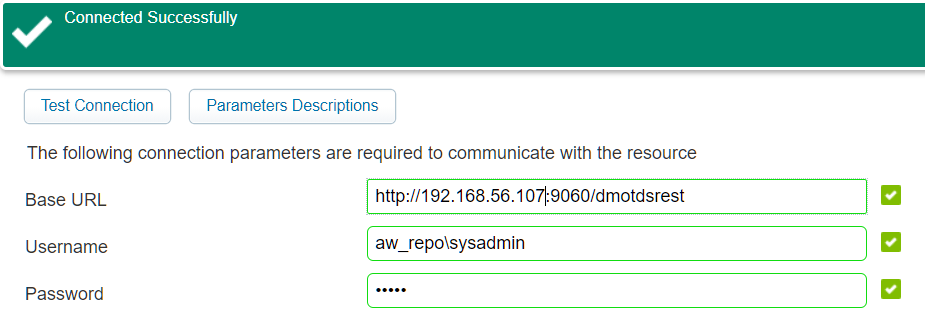 Connected Successfully
Test Connection Parameters Descriptions
The following connection parameters are required to communicate with the resource
Base URL http://192.168.56.107:9060/dmotdsrest
Username aw_repo\sysadmin
Password •••••